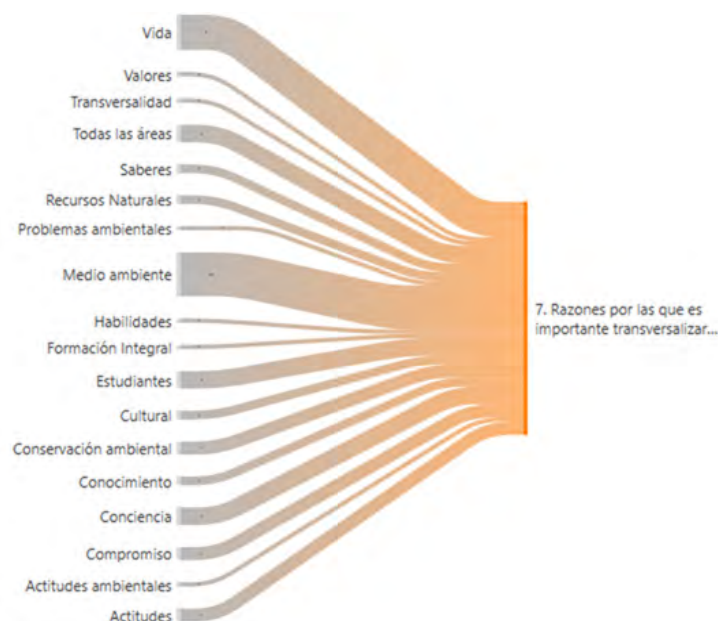 Vida
Valores
Transversalidad
Todas las áreas
Saberes
Recursos Naturales
Problemas ambientales
Medio ambiente
Habilidades
Formación Integral
Estudiantes
Cultural
Conservación ambiental
Conocimiento
Conciencia
Compromiso
Actitudes ambientales
Actitudes
7. Razones por las que es
importante transversalizar...